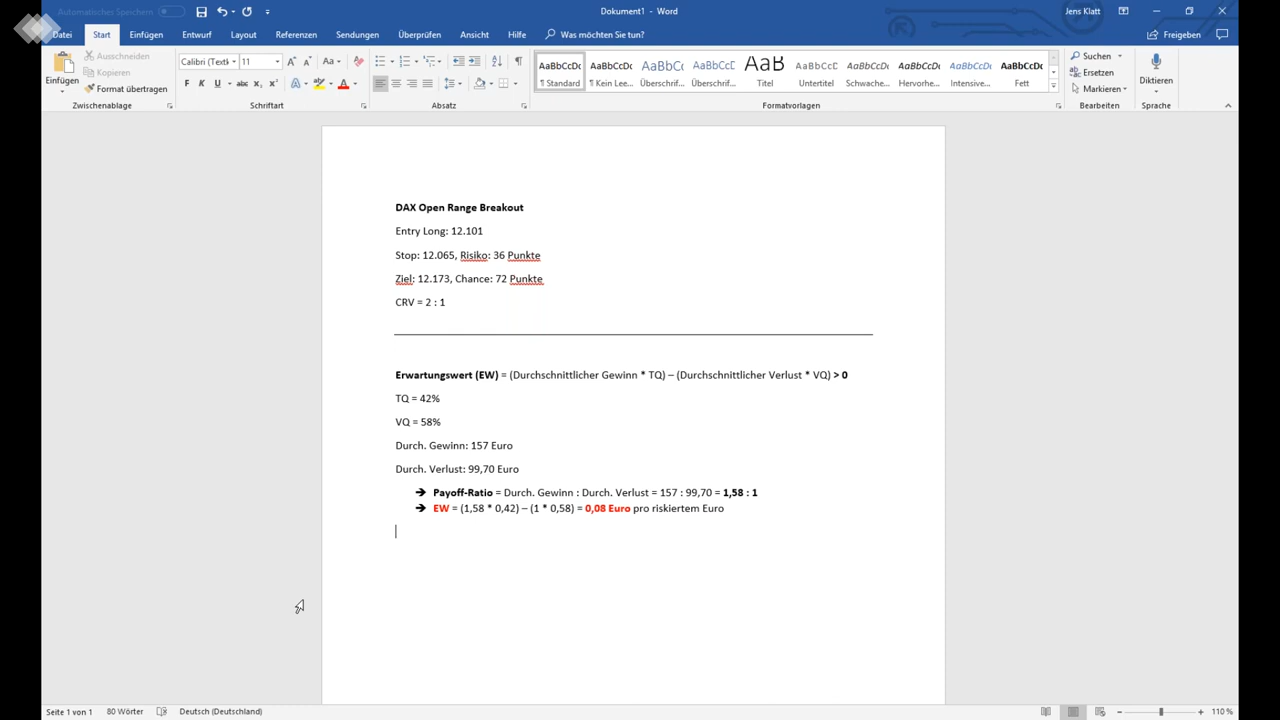 Automatisches Speichern
Dokument1 - Word
Jens Klatt
Datei Start Einfügen Entwurf Layout Referenzen Sendungen Überprüfen Ansicht Hilfe Was möchten Sie tun? Freigeben
Einfügen
Ausschneiden
Kopieren
Format übertragen
Zwischenablage
Calibri (Textk 11
F K U abc x₂ x²
Schriftart
Absatz
AaBbCcDc AaBbCcDc AaBbCc AaBbCcD AaB AaBbCcD AaBbCcDc AaBbCcDc AaBbCcDc AaBbCcDc
¶ Standard ¶ Kein Lee... Überschrif... Überschrif... Titel Untertitel Schwache... Hervorhe... Intensive... Fett
Formatvorlagen
Suchen
Ersetzen
Markieren
Bearbeiten
Diktieren
Sprache
DAX Open Range Breakout
Entry Long: 12.101
Stop: 12.065, Risiko: 36 Punkte
Ziel: 12.173, Chance: 72 Punkte
CRV = 2 : 1
Erwartungswert (EW) = (Durchschnittlicher Gewinn * TQ) – (Durchschnittlicher Verlust * VQ) > 0
TQ = 42%
VQ = 58%
Durch. Gewinn: 157 Euro
Durch. Verlust: 99,70 Euro
➔ Payoff-Ratio = Durch. Gewinn : Durch. Verlust = 157 : 99,70 = 1,58 : 1
➔ EW = (1,58 * 0,42) – (1 * 0,58) = 0,08 Euro pro riskiertem Euro
Seite 1 von 1 80 Wörter Deutsch (Deutschland) 110 %